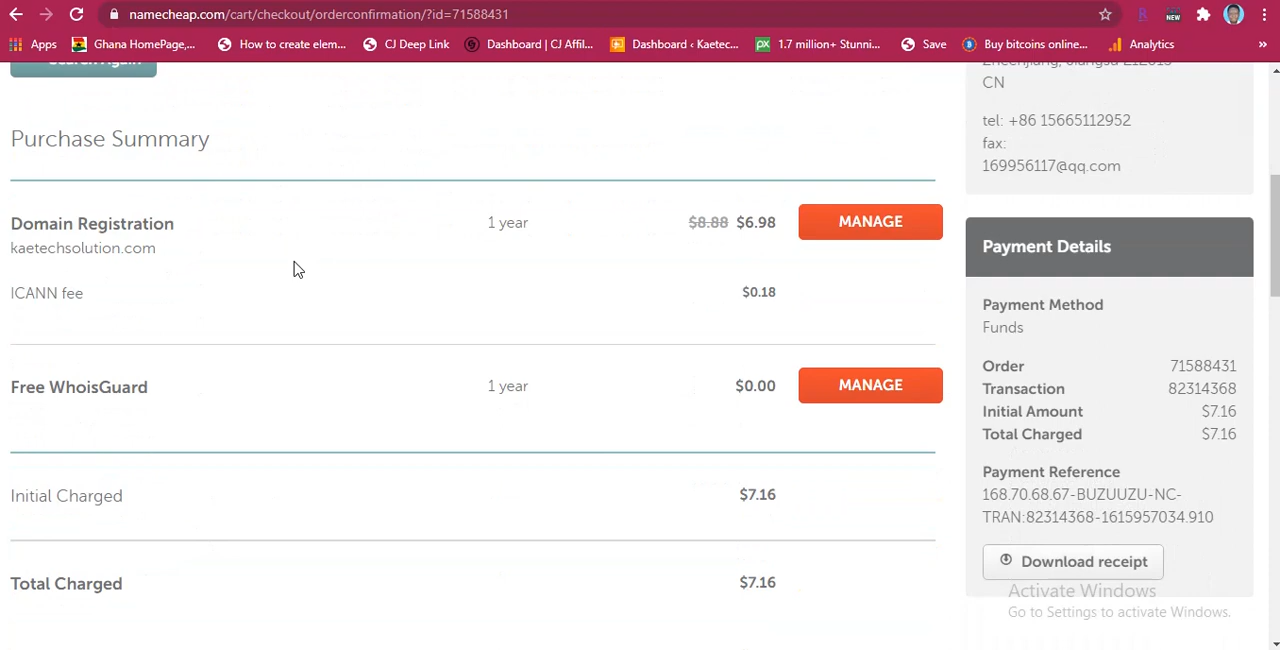 namecheap.com/cart/checkout/orderconfirmation/?id=71588431
NEW
Apps
Ghana HomePage,...
How to create elem...
CJ Deep Link
Dashboard | CJ Affil...
Dashboard ‹ Kaetec...
px
1.7 million+ Stunni...
Save
Buy bitcoins online...
Analytics
»
Search Again
Purchase Summary
Domain Registration 1 year $8.88 $6.98 MANAGE
kaetechsolution.com
ICANN fee $0.18
Free WhoisGuard 1 year $0.00 MANAGE
Initial Charged $7.16
Total Charged $7.16
CN
tel: +86 15665112952
fax:
169956117@qq.com
Payment Details
Payment Method
Funds
Order 71588431
Transaction 82314368
Initial Amount $7.16
Total Charged $7.16
Payment Reference
168.70.68.67-BUZUUZU-NC-
TRAN:82314368-1615957034.910
Download receipt
Activate Windows
Go to Settings to activate Windows.